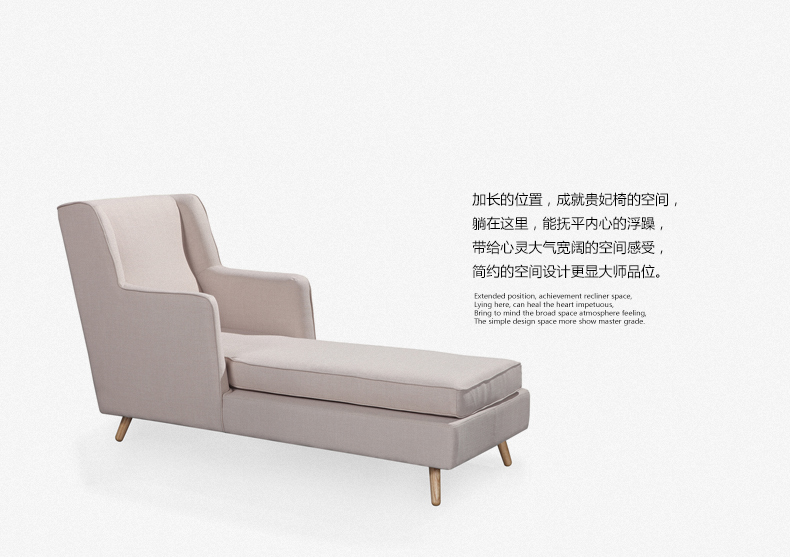 加长的位置，成就贵妃椅的空间，
躺在这里，能抚平内心的浮躁，
带给心灵大气宽阔的空间感受，
简约的空间设计更显大师品位。
Extended position, achievement recliner space,
Lying here, can heal the heart impetuous,
Bring to mind the broad space atmosphere feeling,
The simple design space more show master grade.